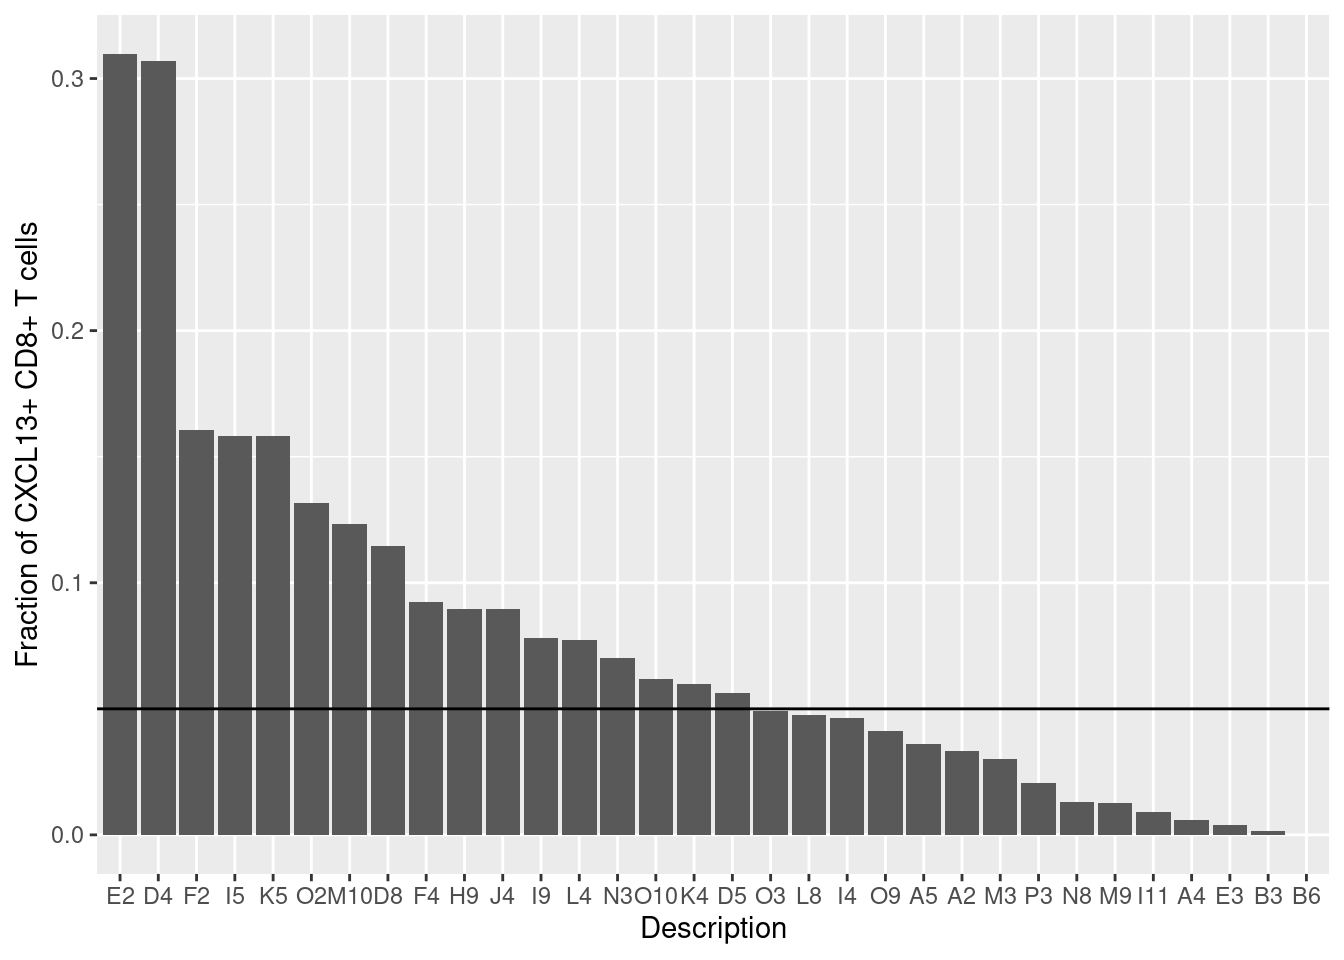 Fraction of CXCL13+ CD8+ T cells
0.3
0.2
0.1
0.0
E2 D4 F2 I5 K5 O2 M10 D8 F4 H9 J4 I9 L4 N3 O10 K4 D5 O3 L8 I4 O9 A5 A2 M3 P3 N8 M9 I11 A4 E3 B3 B6
Description